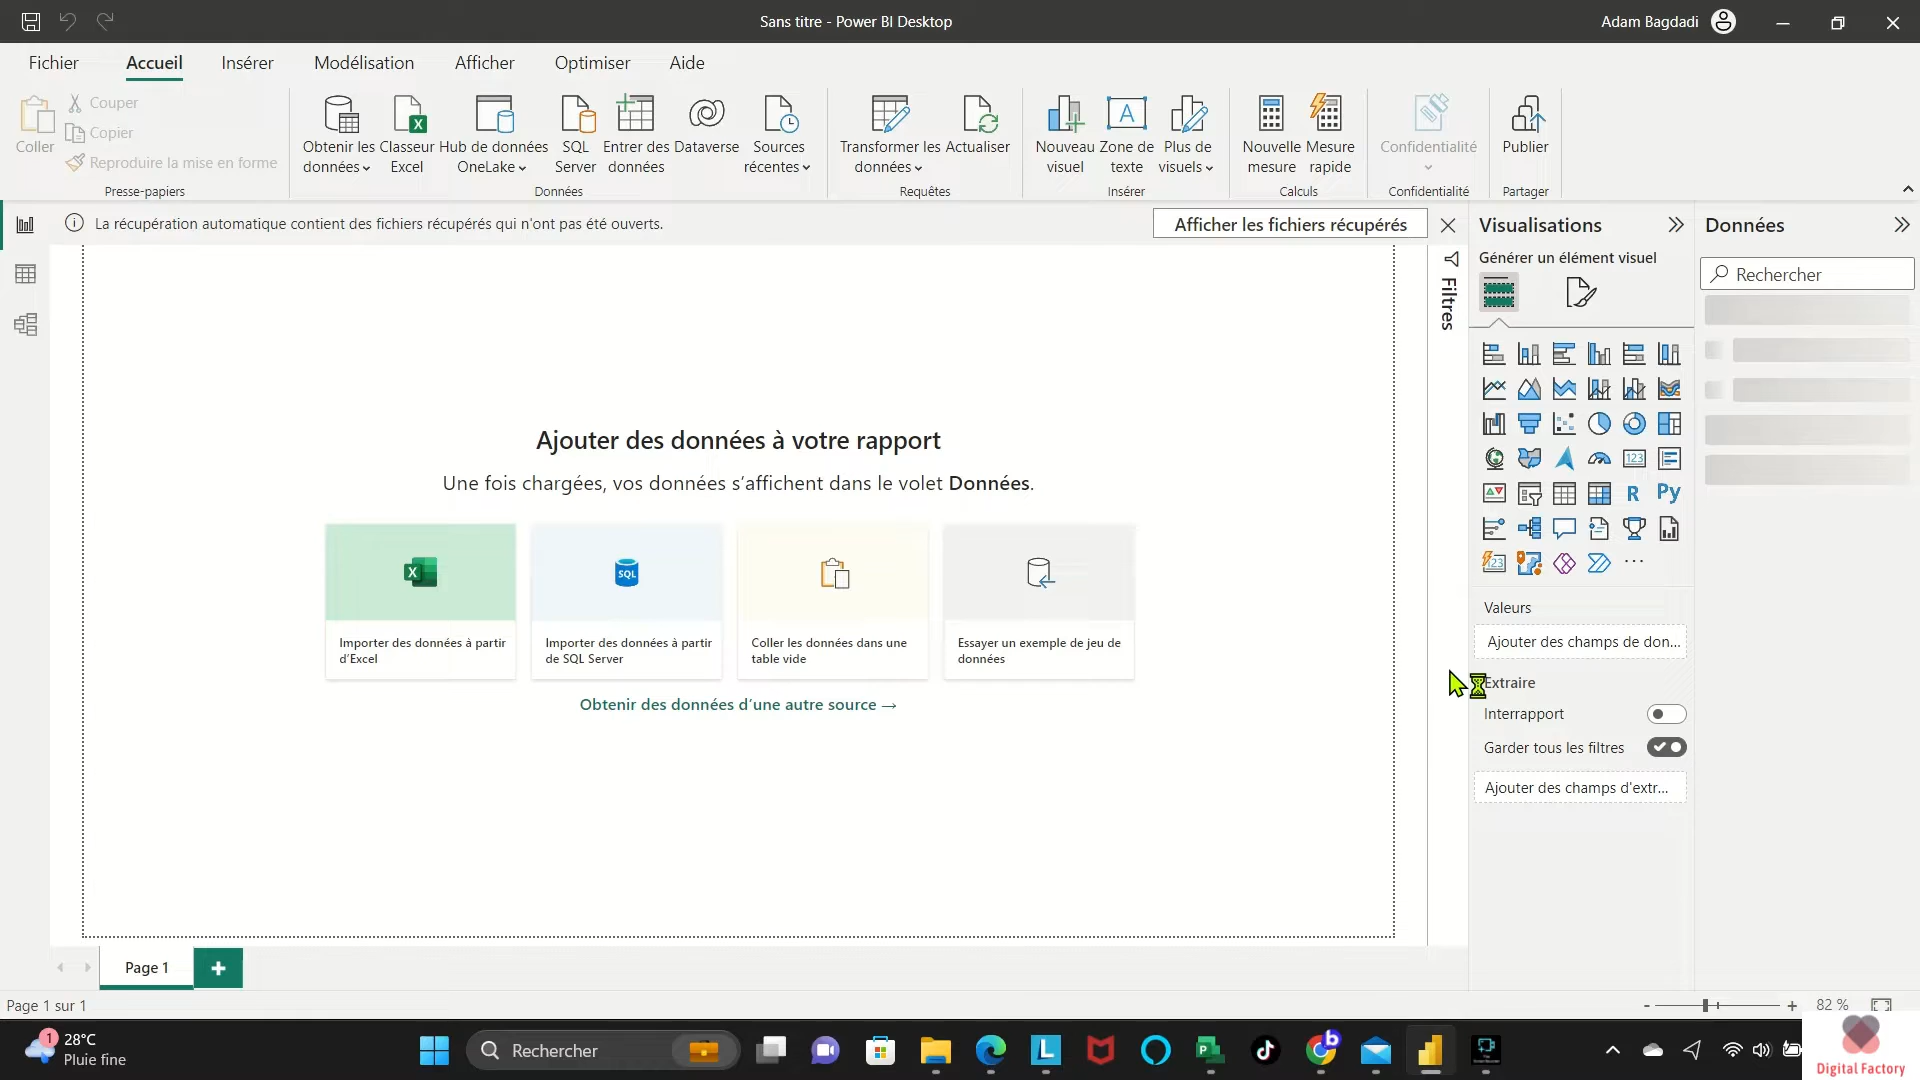 Sans titre - Power BI Desktop
Adam Bagdadi
Fichier Accueil Insérer Modélisation Afficher Optimiser Aide
Coller
Couper
Copier
Reproduire la mise en forme
Presse-papiers
Obtenir les données
Classeur Excel
Hub de données OneLake
SQL Server
Entrer des données
Dataverse
Sources récentes
Données
Transformer les données
Actualiser
Requêtes
Nouveau visuel
Zone de texte
Plus de visuels
Insérer
Nouvelle mesure
Mesure rapide
Calculs
Confidentialité
Confidentialité
Publier
Partager
La récupération automatique contient des fichiers récupérés qui n'ont pas été ouverts.
Afficher les fichiers récupérés
Filtres
Visualisations
Générer un élément visuel
Données
Rechercher
Ajouter des données à votre rapport
Une fois chargées, vos données s’affichent dans le volet Données.
X
SQL
Importer des données à partir
d’Excel
Importer des données à partir
de SQL Server
Coller les données dans une
table vide
Essayer un exemple de jeu de
données
Obtenir des données d’une autre source →
123
R
Py
123
Valeurs
Ajouter des champs de don...
Extraire
Interrapport
Garder tous les filtres
Ajouter des champs d'extr...
Page 1
Page 1 sur 1
- + 82 %
1
28°C
Pluie fine
Rechercher
Digital Factory